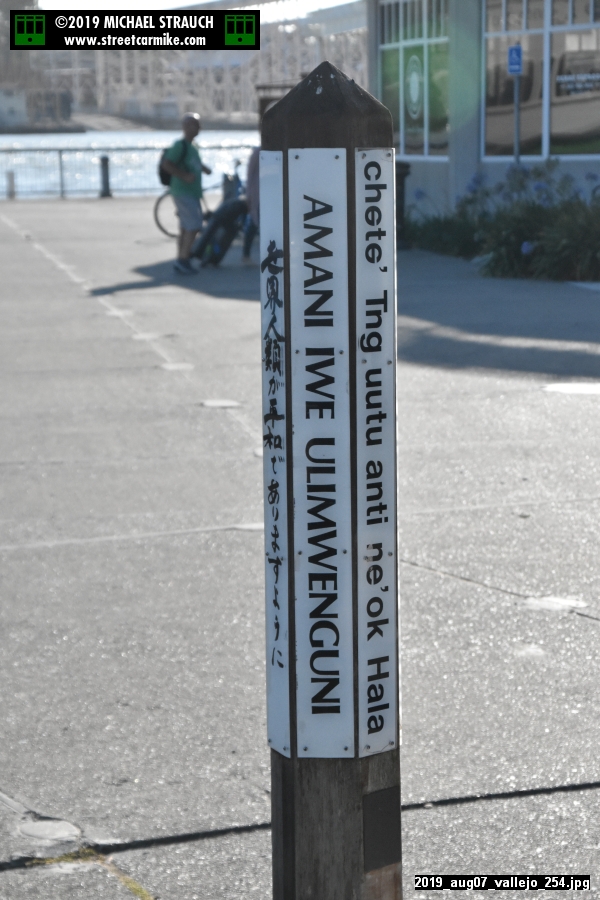 ©2019 MICHAEL STRAUCH
www.streetcarmike.com
世界人類が平和でありますように
AMANI IWE ULIMWENGUNI
chete' Tng uutu anti ne'ok Hala
2019_aug07_vallejo_254.jpg